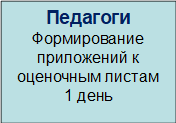 Педагоги
Формирование
приложений к
оценочным листам
1 день